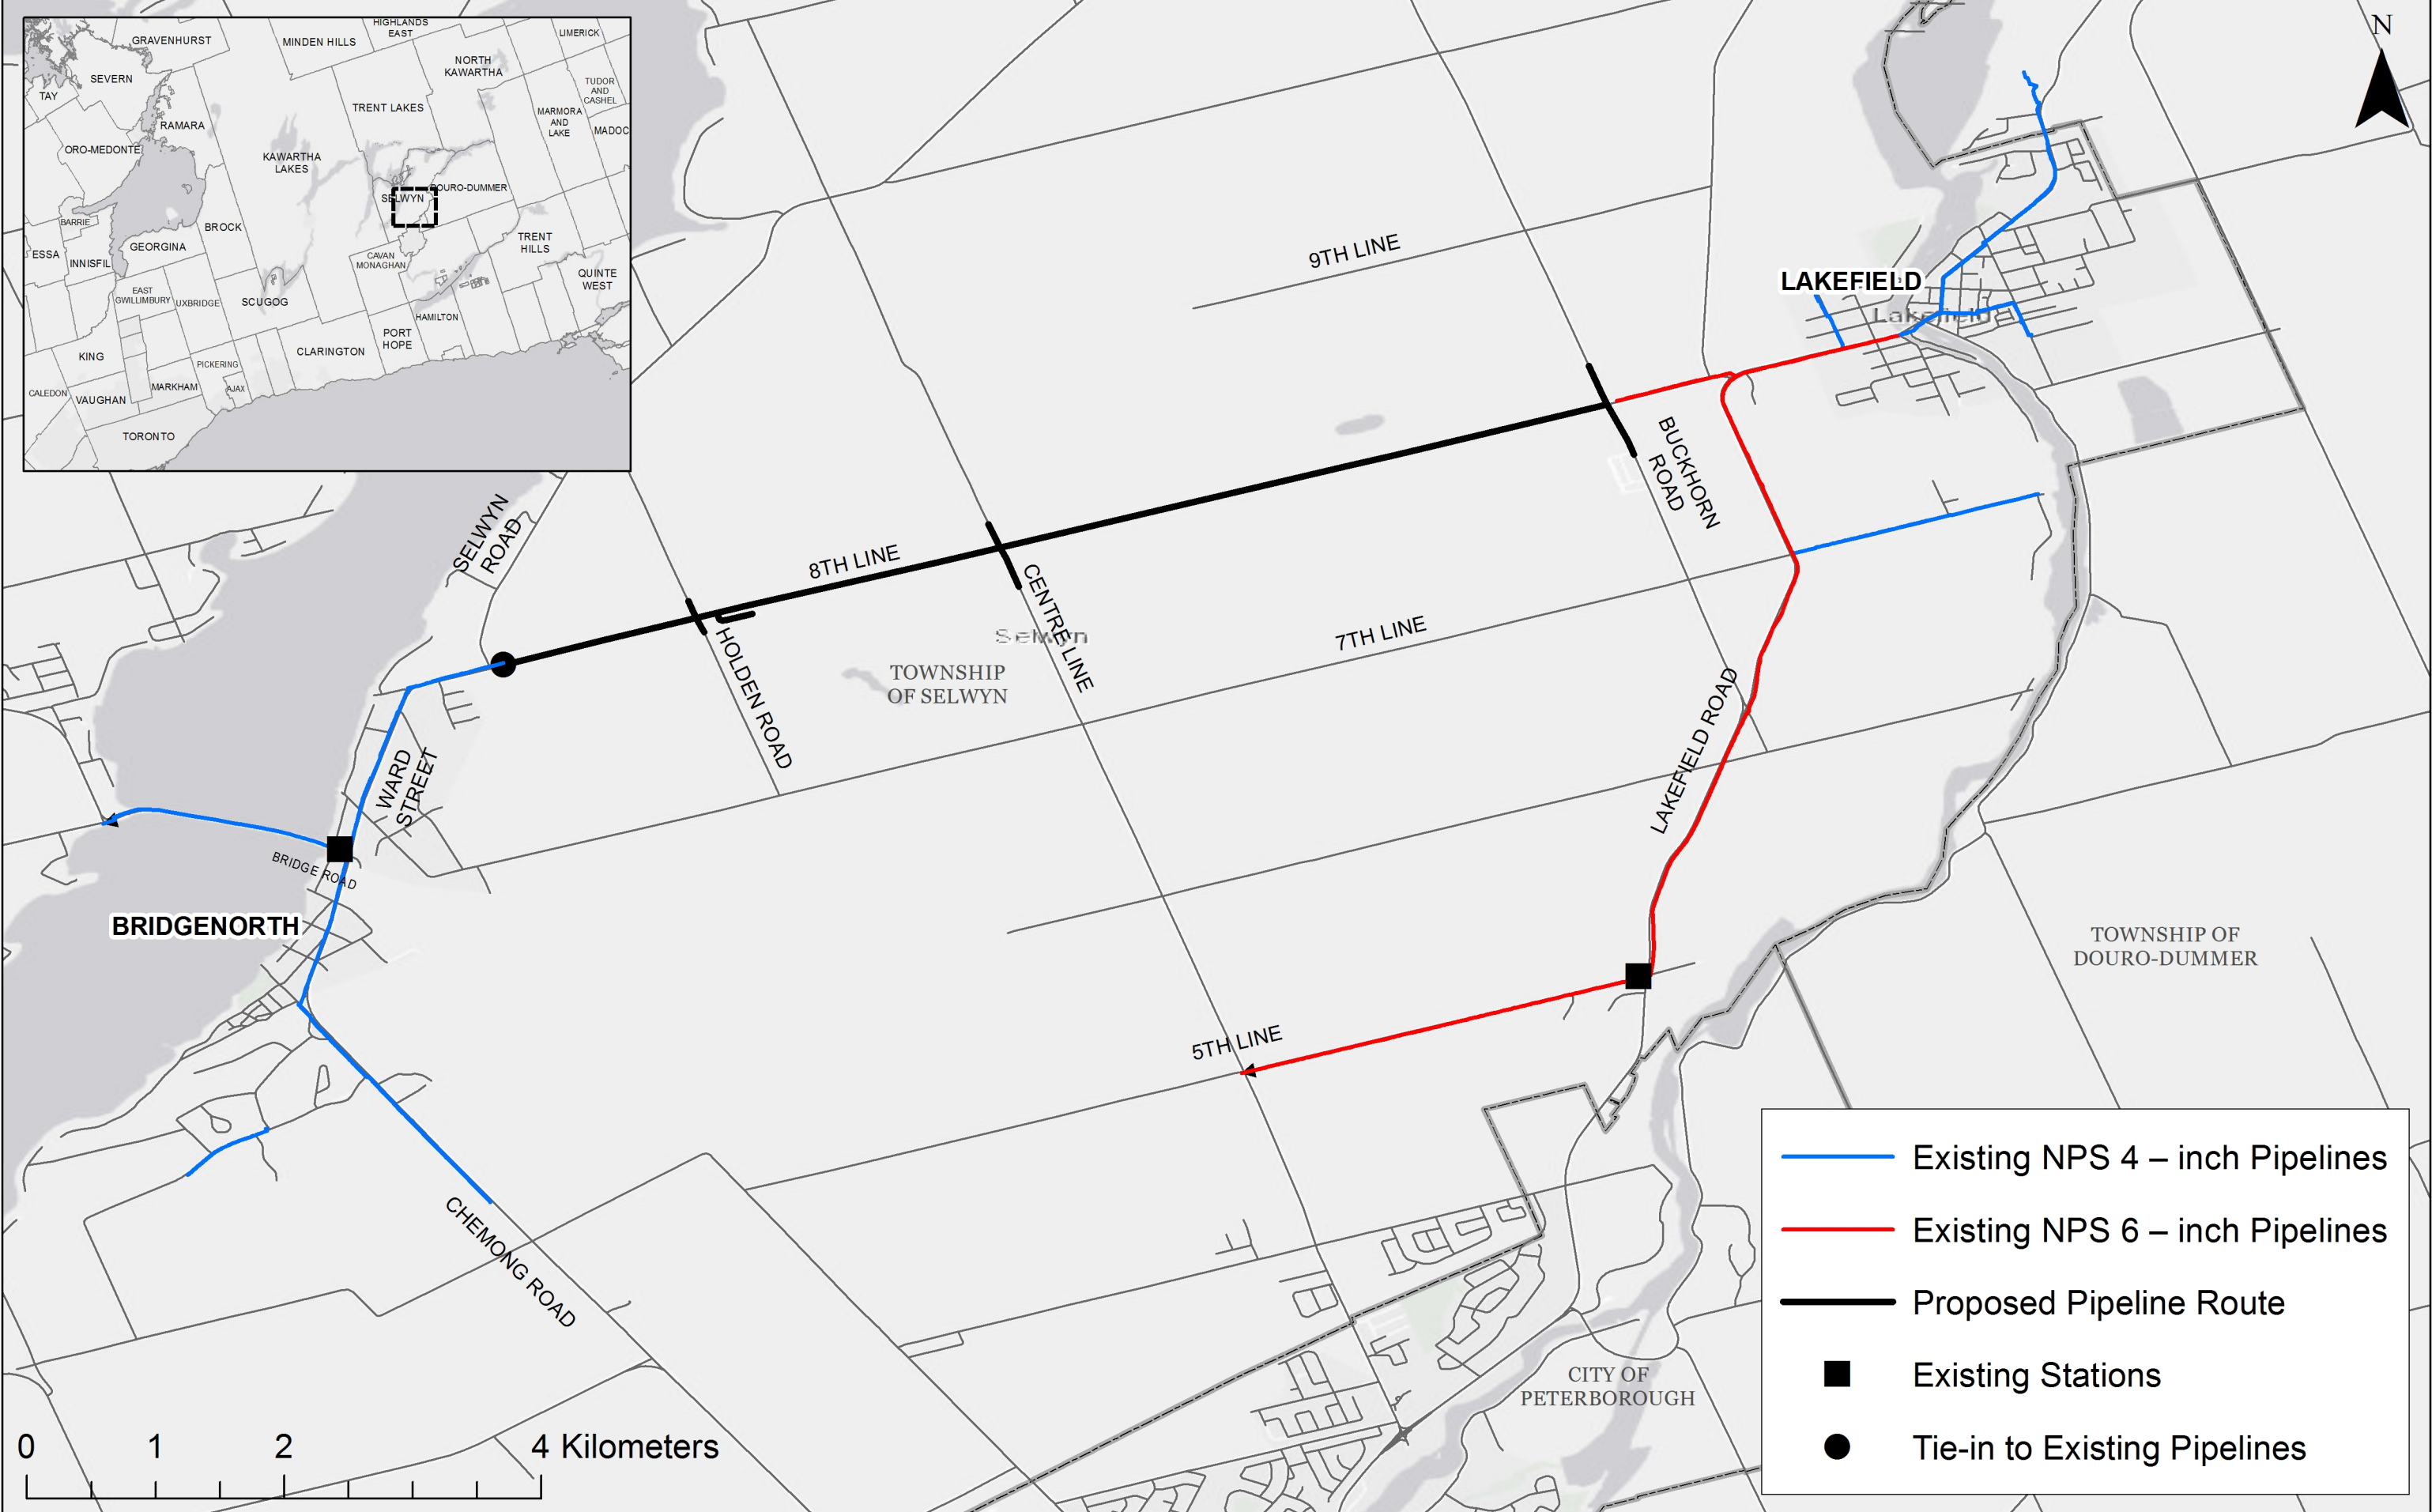 HIGHLANDS
EAST
GRAVENHURST
MINDEN HILLS
LIMERICK
SEVERN
NORTH
KAWARTHA
TAY
TUDOR
AND
CASHEL
TRENT LAKES
MARMORA
AND
LAKE
RAMARA
MADOC
ORO-MEDONTE
KAWARTHA
LAKES
DOURO-DUMMER
SELWYN
BARRIE
BROCK
ESSA
INNISFIL
GEORGINA
CAVAN
MONAGHAN
TRENT
HILLS
QUINTE
WEST
EAST
GWILLIMBURY
UXBRIDGE
SCUGOG
HAMILTON
PORT
HOPE
KING
CLARINGTON
PICKERING
CALEDON
VAUGHAN
MARKHAM
AJAX
TORONTO
N
9TH LINE
LAKEFIELD
Lakefield
BUCKHORN
ROAD
SELWYN
ROAD
8TH LINE
CENTRE LINE
Selwyn
7TH LINE
HOLDEN ROAD
TOWNSHIP
OF SELWYN
LAKEFIELD ROAD
WARD
STREET
BRIDGE ROAD
BRIDGENORTH
TOWNSHIP OF
DOURO-DUMMER
5TH LINE
CHEMONG ROAD
CITY OF
PETERBOROUGH
Existing NPS 4 – inch Pipelines
Existing NPS 6 – inch Pipelines
Proposed Pipeline Route
Existing Stations
Tie-in to Existing Pipelines
0 1 2 4 Kilometers